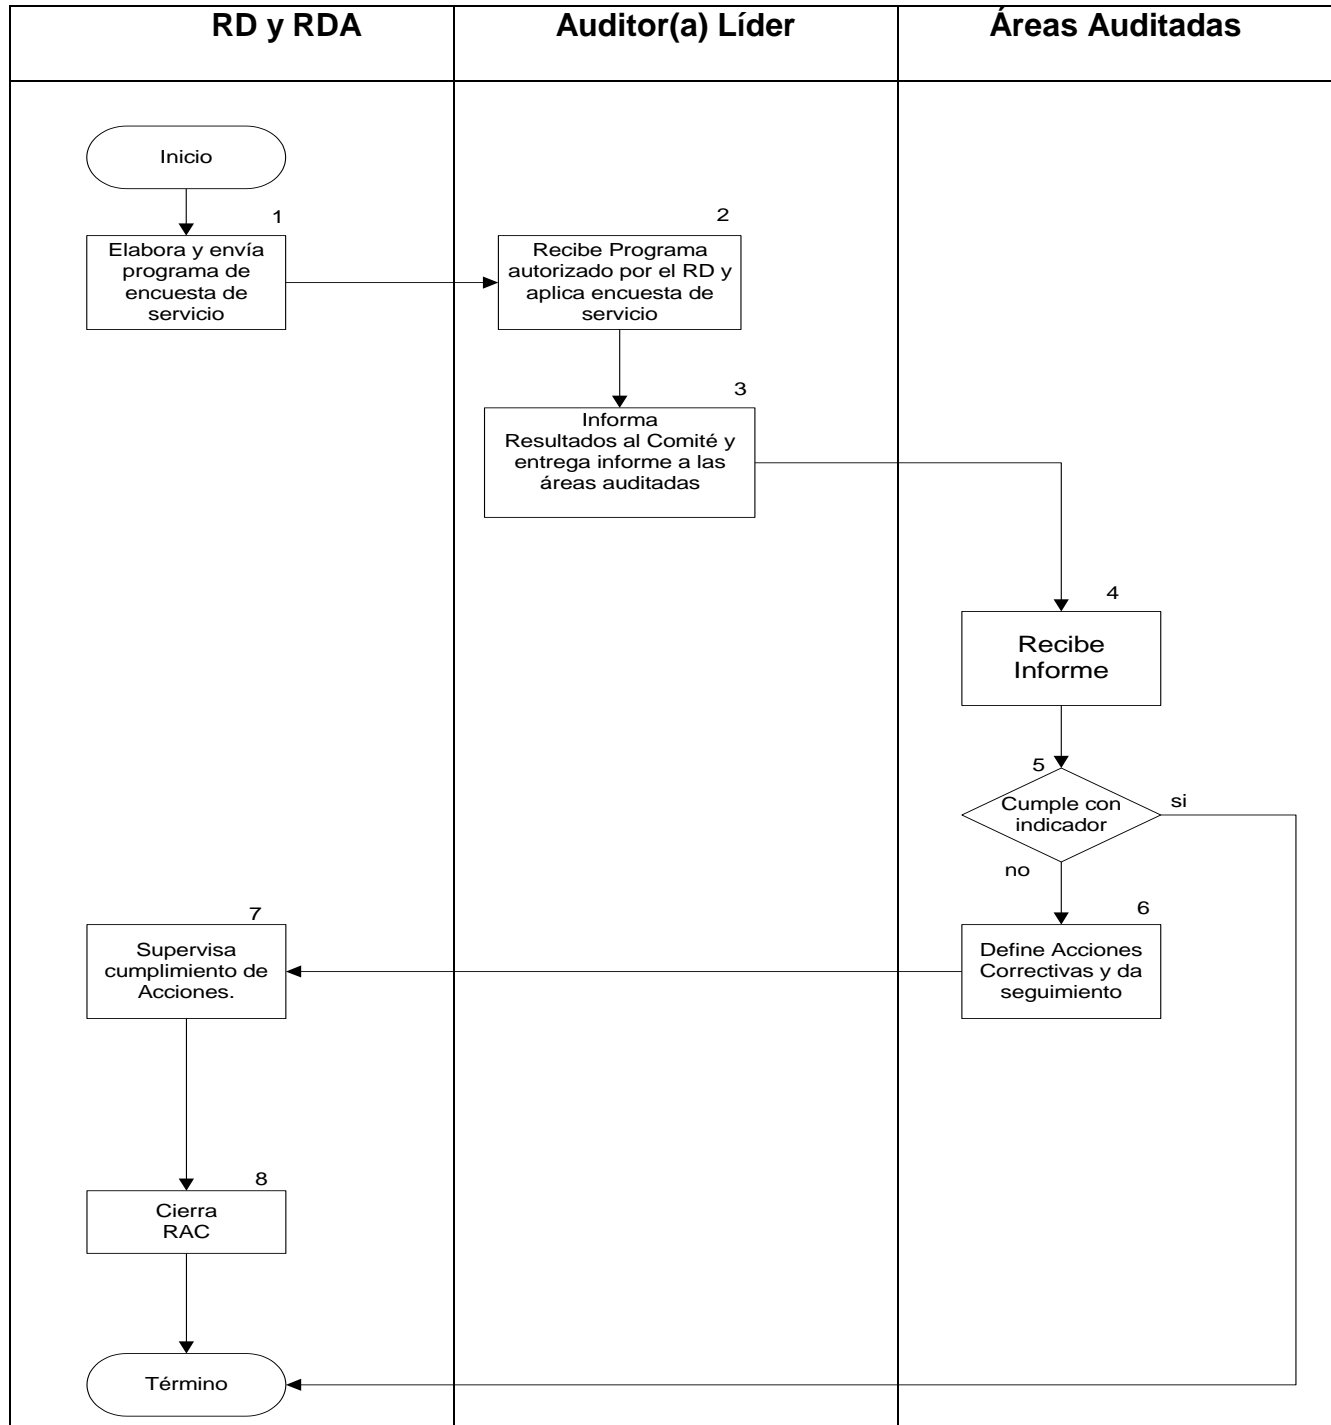 RD y RDA
Auditor(a) Líder
Áreas Auditadas
Inicio
1
Elabora y envía
programa de
encuesta de
servicio
2
Recibe Programa
autorizado por el RD y
aplica encuesta de
servicio
3
Informa
Resultados al Comité y
entrega informe a las
áreas auditadas
4
Recibe
Informe
5
Cumple con
indicador
si
no
6
Define Acciones
Correctivas y da
seguimiento
7
Supervisa
cumplimiento de
Acciones.
8
Cierra
RAC
Término